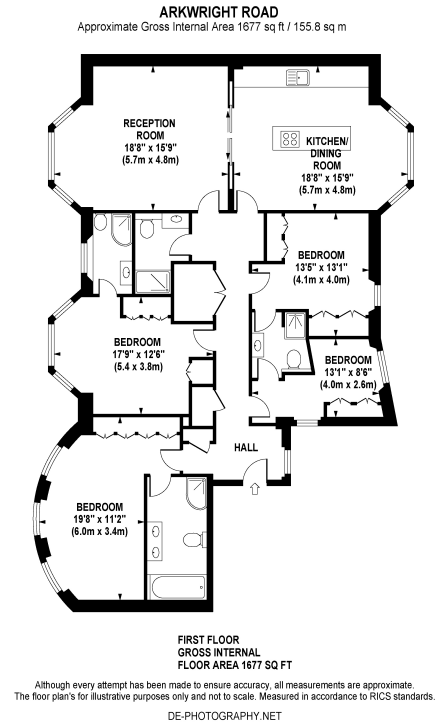 ARKWRIGHT ROAD
Approximate Gross Internal Area 1677 sq ft / 155.8 sq m
RECEPTION
ROOM
18'8" x 15'9"
(5.7m x 4.8m)
KITCHEN/
DINING
ROOM
18'8" x 15'9"
(5.7m x 4.8m)
BEDROOM
13'5" x 13'1"
(4.1m x 4.0m)
BEDROOM
17'9" x 12'6"
(5.4 x 3.8m)
BEDROOM
13'1" x 8'6"
(4.0m x 2.6m)
HALL
BEDROOM
19'8" x 11'2"
(6.0m x 3.4m)
FIRST FLOOR
GROSS INTERNAL
FLOOR AREA 1677 SQ FT
Although every attempt has been made to ensure accuracy, all measurements are approximate.
The floor plan's for illustrative purposes only and not to scale. Measured in accordance to RICS standards.
DE-PHOTOGRAPHY.NET